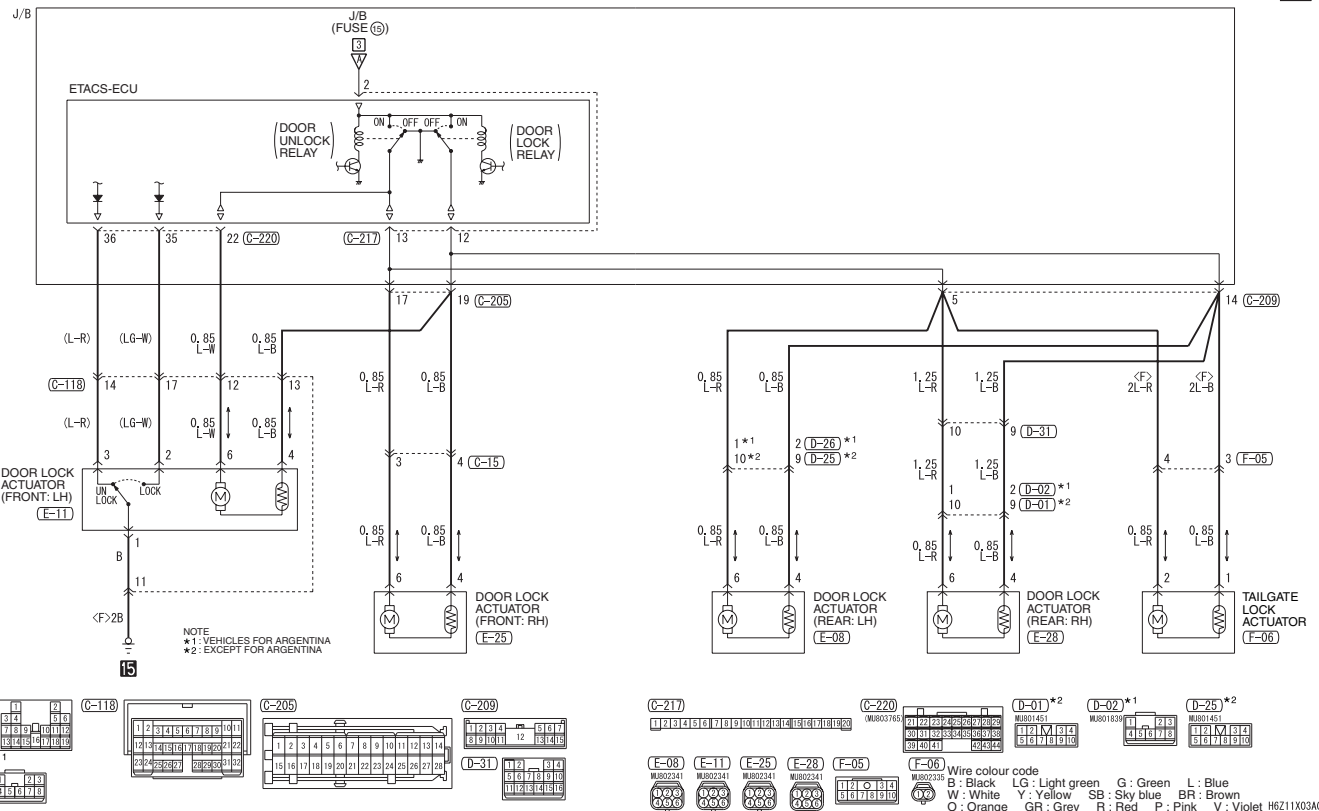 J/B
J/B
(FUSE ⑮)
3
A
2
ETACS-ECU
DOOR
UNLOCK
RELAY
ON OFF OFF ON
DOOR
LOCK
RELAY
36 35 22 (C-220) (C-217) 13 12
17 19 (C-205) 5 14 (C-209)
(L-R) (LG-W) 0.85 L-W 0.85 L-B
(C-118) 14 17 12 13
0.85 L-R 0.85 L-B 0.85 L-R 0.85 L-B 1.25 L-R 1.25 L-B <F> 2L-R <F> 2L-B
(L-R) (LG-W) 0.85 L-W 0.85 L-B
10 9 (D-31)
1*1 2 (D-26) *1
10*2 9 (D-25) *2
3 4 (C-15)
4 3 (F-05)
1.25 L-R 1.25 L-B
1 2 (D-02) *1
10 9 (D-01) *2
3 2 6 4
DOOR LOCK
ACTUATOR
(FRONT: LH)
E-11
UN
LOCK
LOCK
M
1
B
11
<F>2B
15
0.85 L-R 0.85 L-B 0.85 L-R 0.85 L-B 0.85 L-R 0.85 L-B 0.85 L-R 0.85 L-B
6 4 6 4 6 4 2 1
M M M M
DOOR LOCK
ACTUATOR
(FRONT: RH)
E-25
DOOR LOCK
ACTUATOR
(REAR: LH)
E-08
DOOR LOCK
ACTUATOR
(REAR: RH)
E-28
TAILGATE
LOCK
ACTUATOR
F-06
NOTE
*1 : VEHICLES FOR ARGENTINA
*2 : EXCEPT FOR ARGENTINA
C-118
C-205
C-209
D-31
C-217
C-220
(MU803765)
D-01 *2
MU801451
D-02 *1
MU801839
D-25 *2
MU801451
E-08
MU802341
E-11
MU802341
E-25
MU802341
E-28
MU802341
F-05
F-06
MU802335
Wire colour code
B : Black LG : Light green G : Green L : Blue
W : White Y : Yellow SB : Sky blue BR : Brown
O : Orange GR : Grey R : Red P : Pink V : Violet
H6Z11X03A